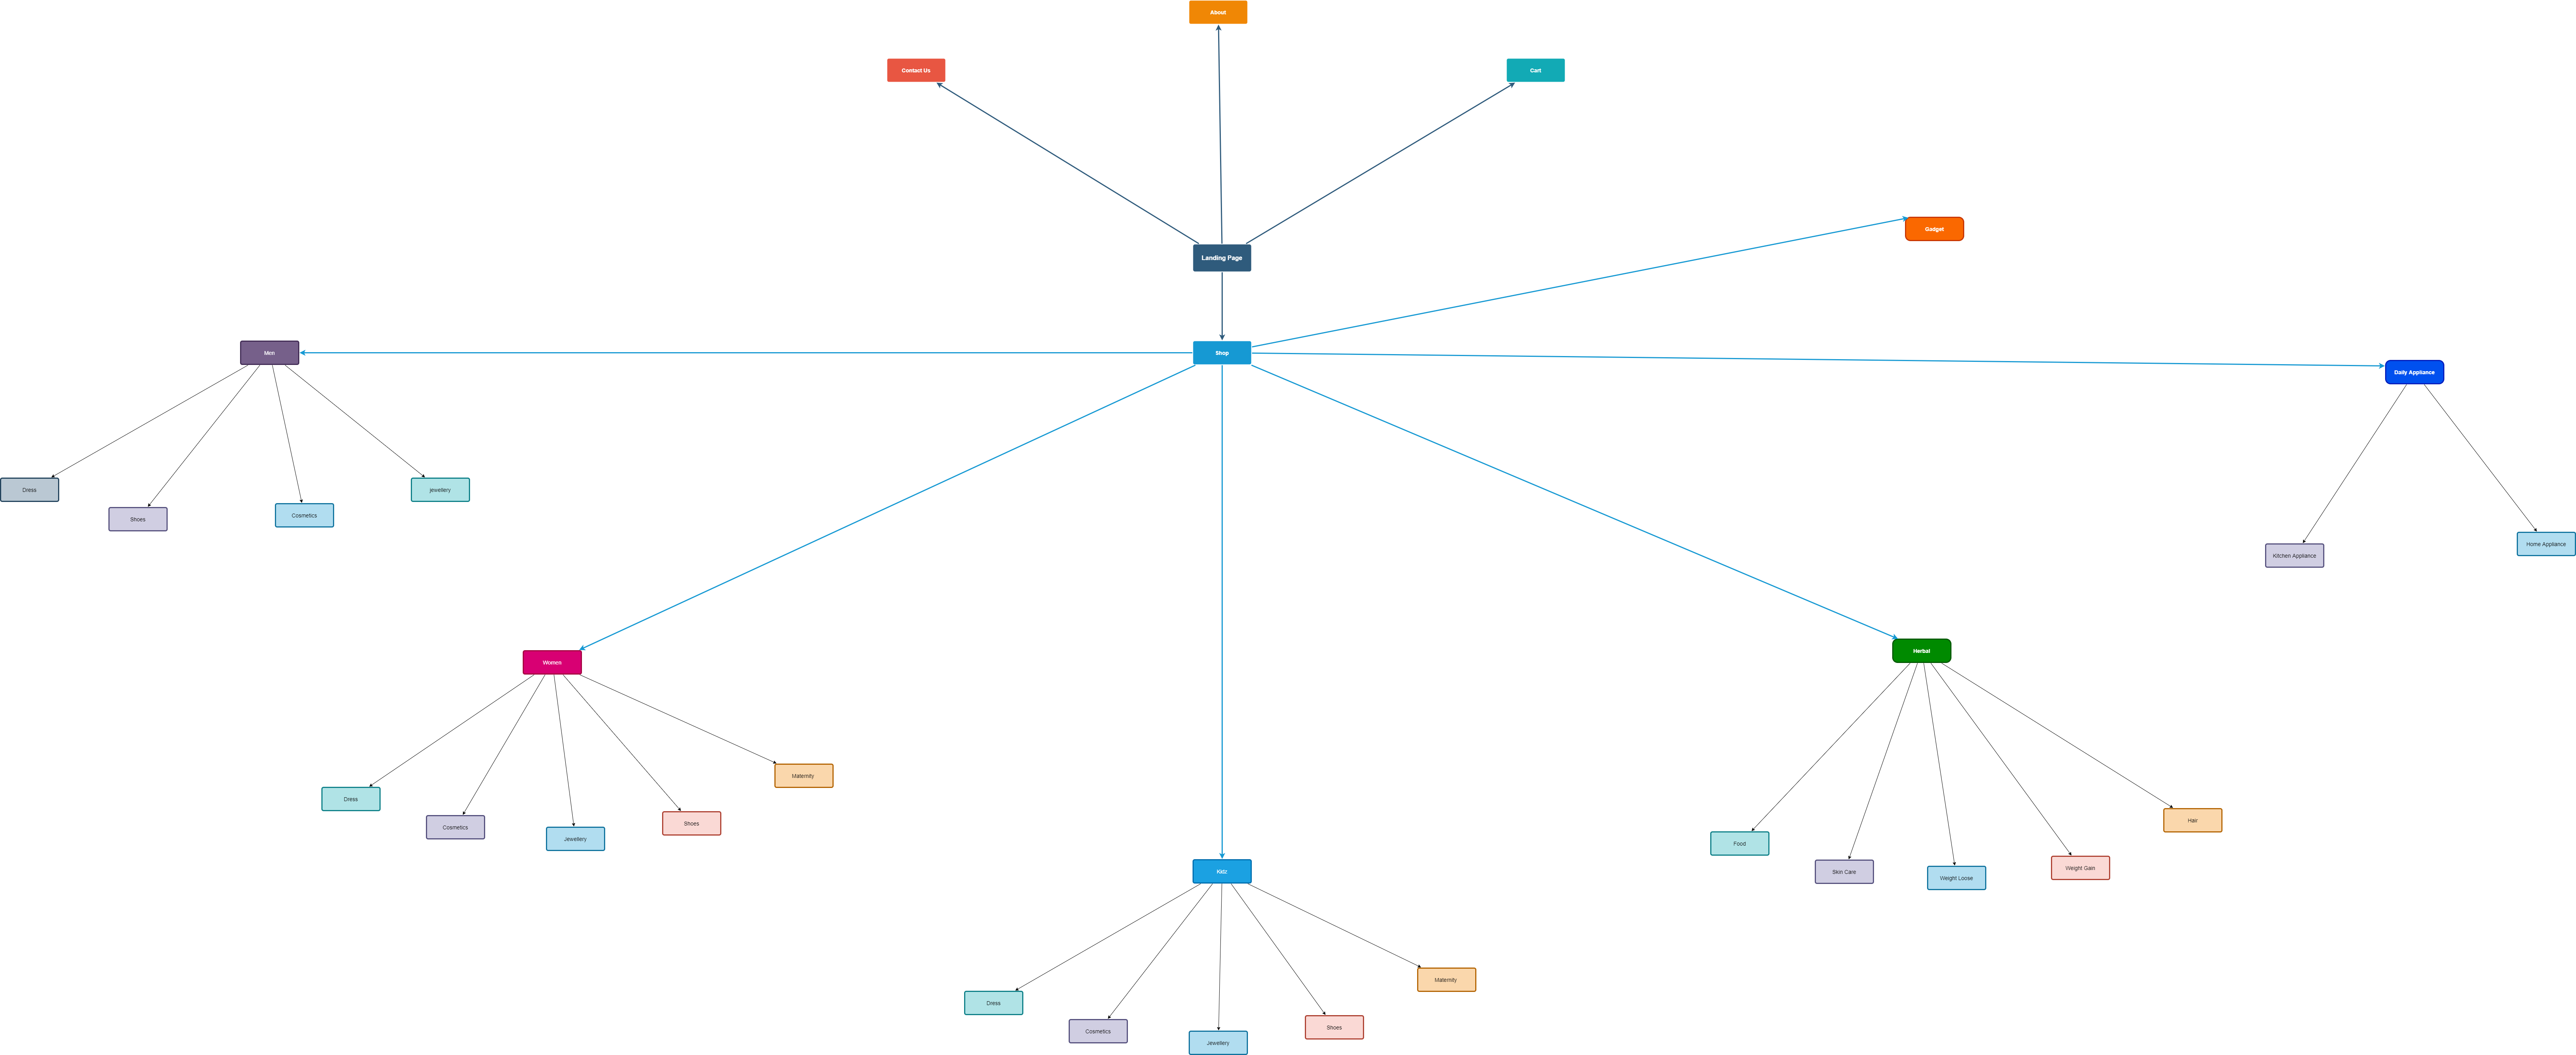 About
Contact Us
Cart
Gadget
Landing Page
Men
Shop
Daily Appliance
Dress
Shoes
Cosmetics
jewellery
Kitchen Appliance
Home Appliance
Women
Herbal
Dress
Cosmetics
Jewellery
Shoes
Maternity
Food
Skin Care
Weight Loose
Weight Gain
Hair
Kidz
Dress
Cosmetics
Jewellery
Shoes
Maternity